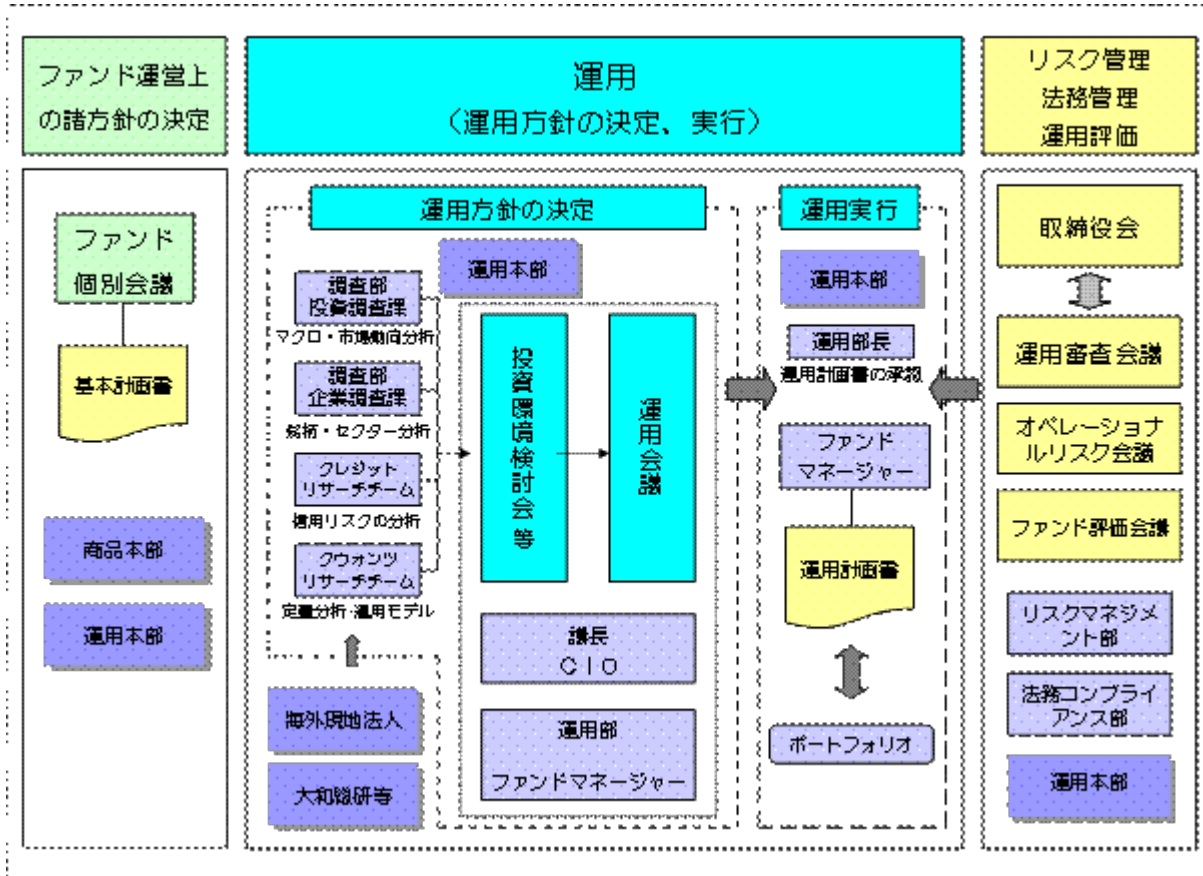 ファンド運営上
の諸方針の決定
運用
（運用方針の決定、実行）
リスク管理
法務管理
運用評価
ファンド
個別会議
基本計画書
商品本部
運用本部
運用方針の決定
運用本部
調査部
投資調査課
マクロ・市場動向分析
調査部
企業調査課
銘柄・セクター分析
クレジット
リサーチチーム
信用リスクの分析
クウォンツ
リサーチチーム
定量分析・運用モデル
海外現地法人
大和総研等
投資環境検討会等
運用会議
議長
ＣＩＯ
運用部
ファンドマネージャー
運用実行
運用本部
運用部長
運用計画書の承認
ファンド
マネージャー
運用計画書
ポートフォリオ
取締役会
運用審査会議
オペレーショナ
ルリスク会議
ファンド評価会議
リスクマネジメ
ント部
法務コンプライ
アンス部
運用本部